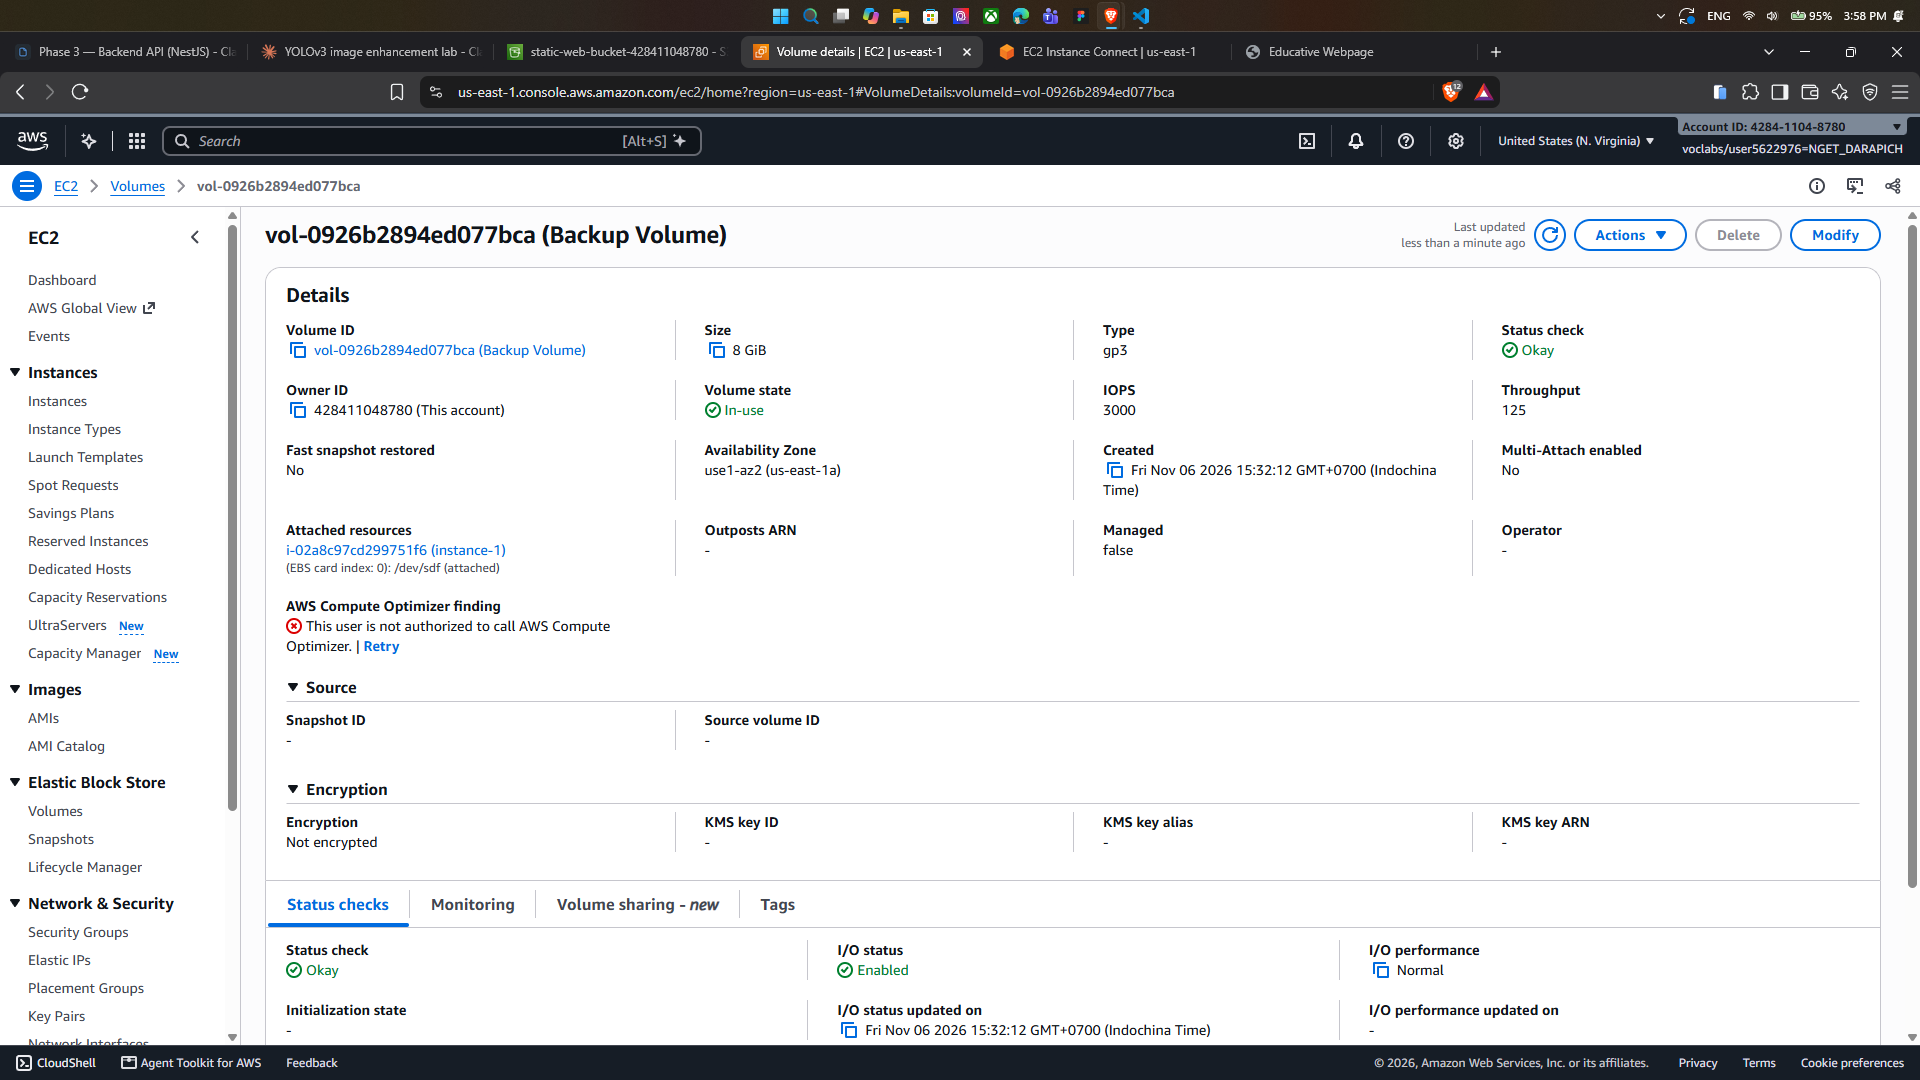 ENG
95%
3:58 PM
Phase 3 — Backend API (NestJS) - Cla
YOLOv3 image enhancement lab - Cl
static-web-bucket-428411048780 - S
Volume details | EC2 | us-east-1
EC2 Instance Connect | us-east-1
Educative Webpage
us-east-1.console.aws.amazon.com/ec2/home?region=us-east-1#VolumeDetails:volumeId=vol-0926b2894ed077bca
12
aws
Search
[Alt+S]
United States (N. Virginia)
Account ID: 4284-1104-8780
voclabs/user5622976=NGET_DARAPICH
EC2
Volumes
vol-0926b2894ed077bca
EC2
Dashboard
AWS Global View
Events
Instances
Instances
Instance Types
Launch Templates
Spot Requests
Savings Plans
Reserved Instances
Dedicated Hosts
Capacity Reservations
UltraServers New
Capacity Manager New
Images
AMIs
AMI Catalog
Elastic Block Store
Volumes
Snapshots
Lifecycle Manager
Network & Security
Security Groups
Elastic IPs
Placement Groups
Key Pairs
Network Interfaces
vol-0926b2894ed077bca (Backup Volume)
Last updated
less than a minute ago
Actions
Delete
Modify
Details
Volume ID
vol-0926b2894ed077bca (Backup Volume)
Size
8 GiB
Type
gp3
Status check
Okay
Owner ID
428411048780 (This account)
Volume state
In-use
IOPS
3000
Throughput
125
Fast snapshot restored
No
Availability Zone
use1-az2 (us-east-1a)
Created
Fri Nov 06 2026 15:32:12 GMT+0700 (Indochina
Time)
Multi-Attach enabled
No
Attached resources
i-02a8c97cd299751f6 (instance-1)
(EBS card index: 0): /dev/sdf (attached)
Outposts ARN
-
Managed
false
Operator
-
AWS Compute Optimizer finding
This user is not authorized to call AWS Compute
Optimizer. | Retry
Source
Snapshot ID
-
Source volume ID
-
Encryption
Encryption
Not encrypted
KMS key ID
-
KMS key alias
-
KMS key ARN
-
Status checks
Monitoring
Volume sharing - new
Tags
Status check
Okay
I/O status
Enabled
I/O performance
Normal
Initialization state
-
I/O status updated on
Fri Nov 06 2026 15:32:12 GMT+0700 (Indochina Time)
I/O performance updated on
-
CloudShell
Agent Toolkit for AWS
Feedback
© 2026, Amazon Web Services, Inc. or its affiliates.
Privacy
Terms
Cookie preferences